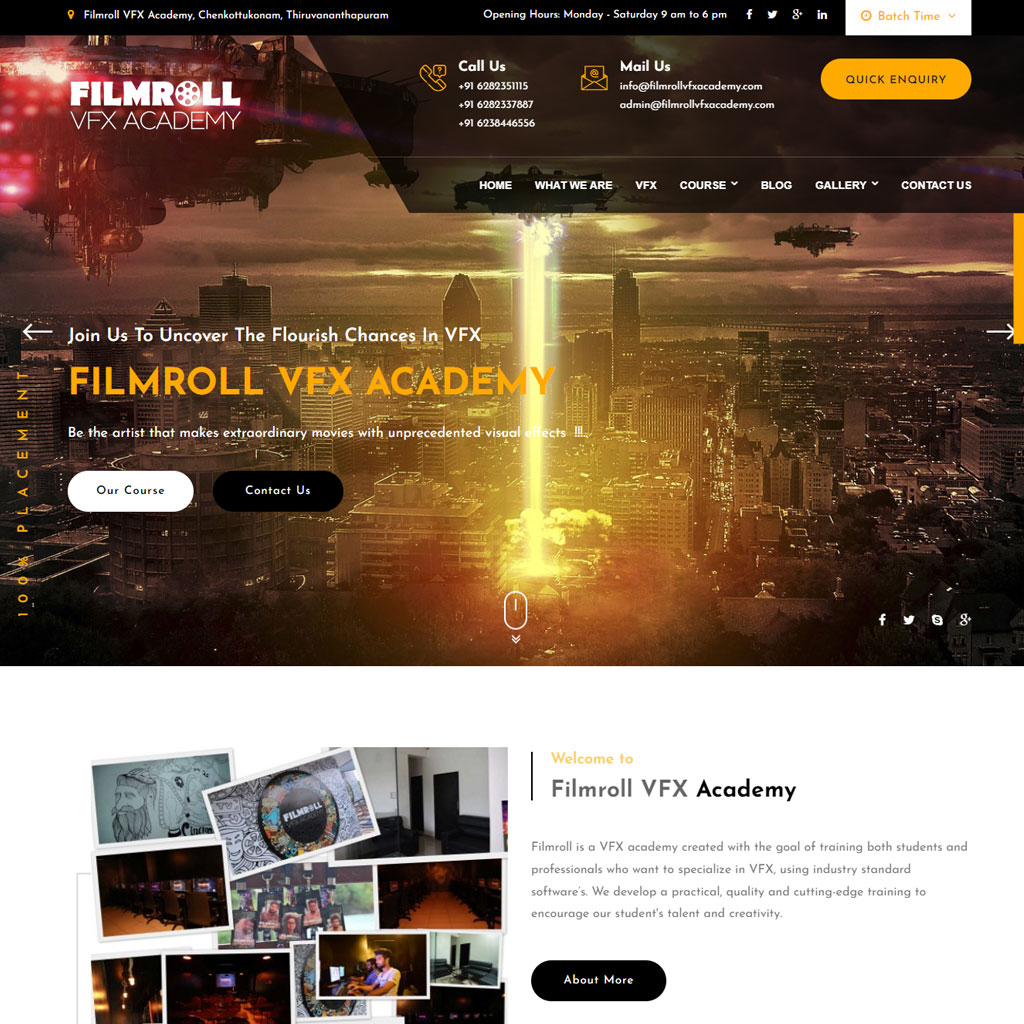 Filmroll VFX Academy, Chenkottukonam, Thiruvananthapuram
Opening Hours: Monday - Saturday 9 am to 6 pm
Batch Time
FILMROLL
VFX ACADEMY
Call Us
+91 6282351115
+91 6282337887
+91 6238446556
Mail Us
info@filmrollvfxacademy.com
admin@filmrollvfxacademy.com
QUICK ENQUIRY
HOME
WHAT WE ARE
VFX
COURSE
BLOG
GALLERY
CONTACT US
Join Us To Uncover The Flourish Chances In VFX
FILMROLL VFX ACADEMY
Be the artist that makes extraordinary movies with unprecedented visual effects !!!..
Our Course
Contact Us
100% PLACEMENT
FILMROLL
Welcome to
Filmroll VFX Academy
Filmroll is a VFX academy created with the goal of training both students and
professionals who want to specialize in VFX, using industry standard
software's. We develop a practical, quality and cutting-edge training to
encourage our student's talent and creativity.
About More